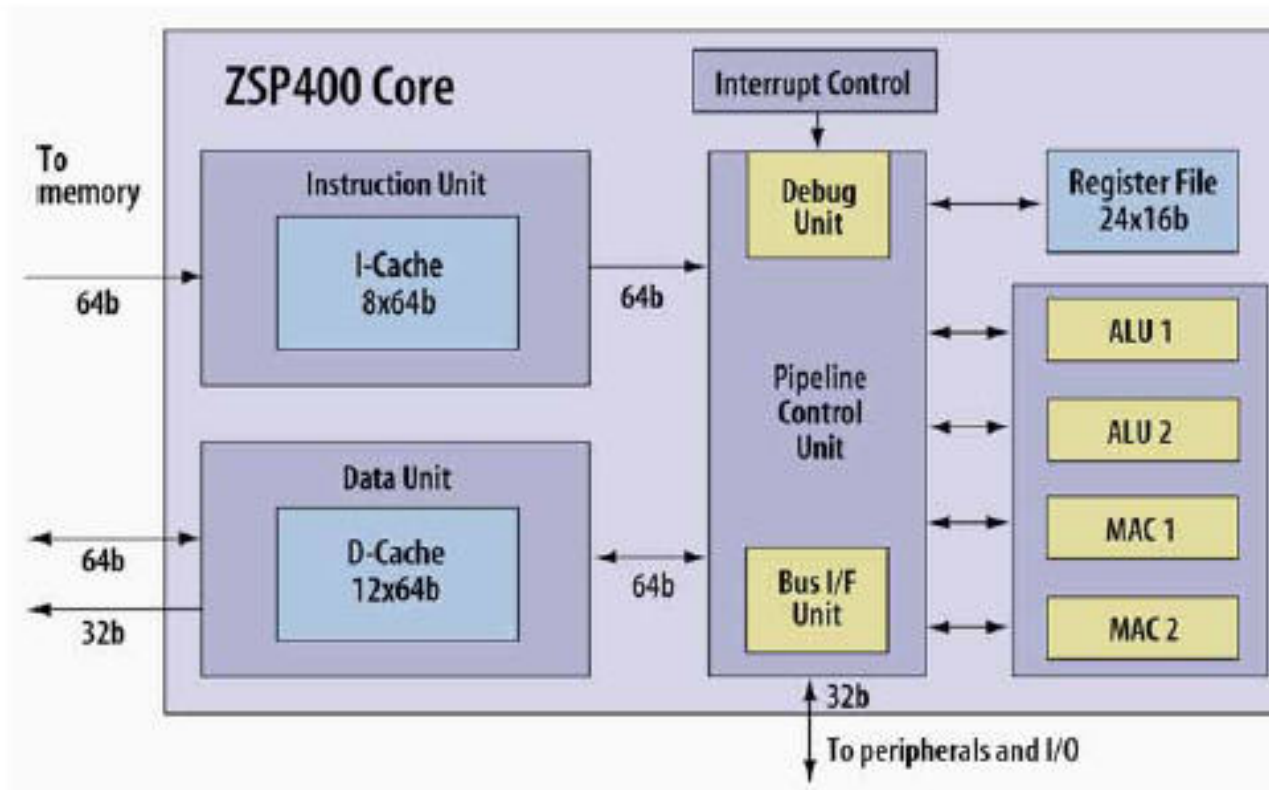 ZSP400 Core
Interrupt Control
To
memory
Instruction Unit
I-Cache
8x64b
64b
64b
Debug
Unit
Register File
24x16b
Pipeline
Control
Unit
ALU 1
ALU 2
MAC 1
MAC 2
Data Unit
D-Cache
12x64b
64b
32b
64b
Bus I/F
Unit
32b
To peripherals and I/O